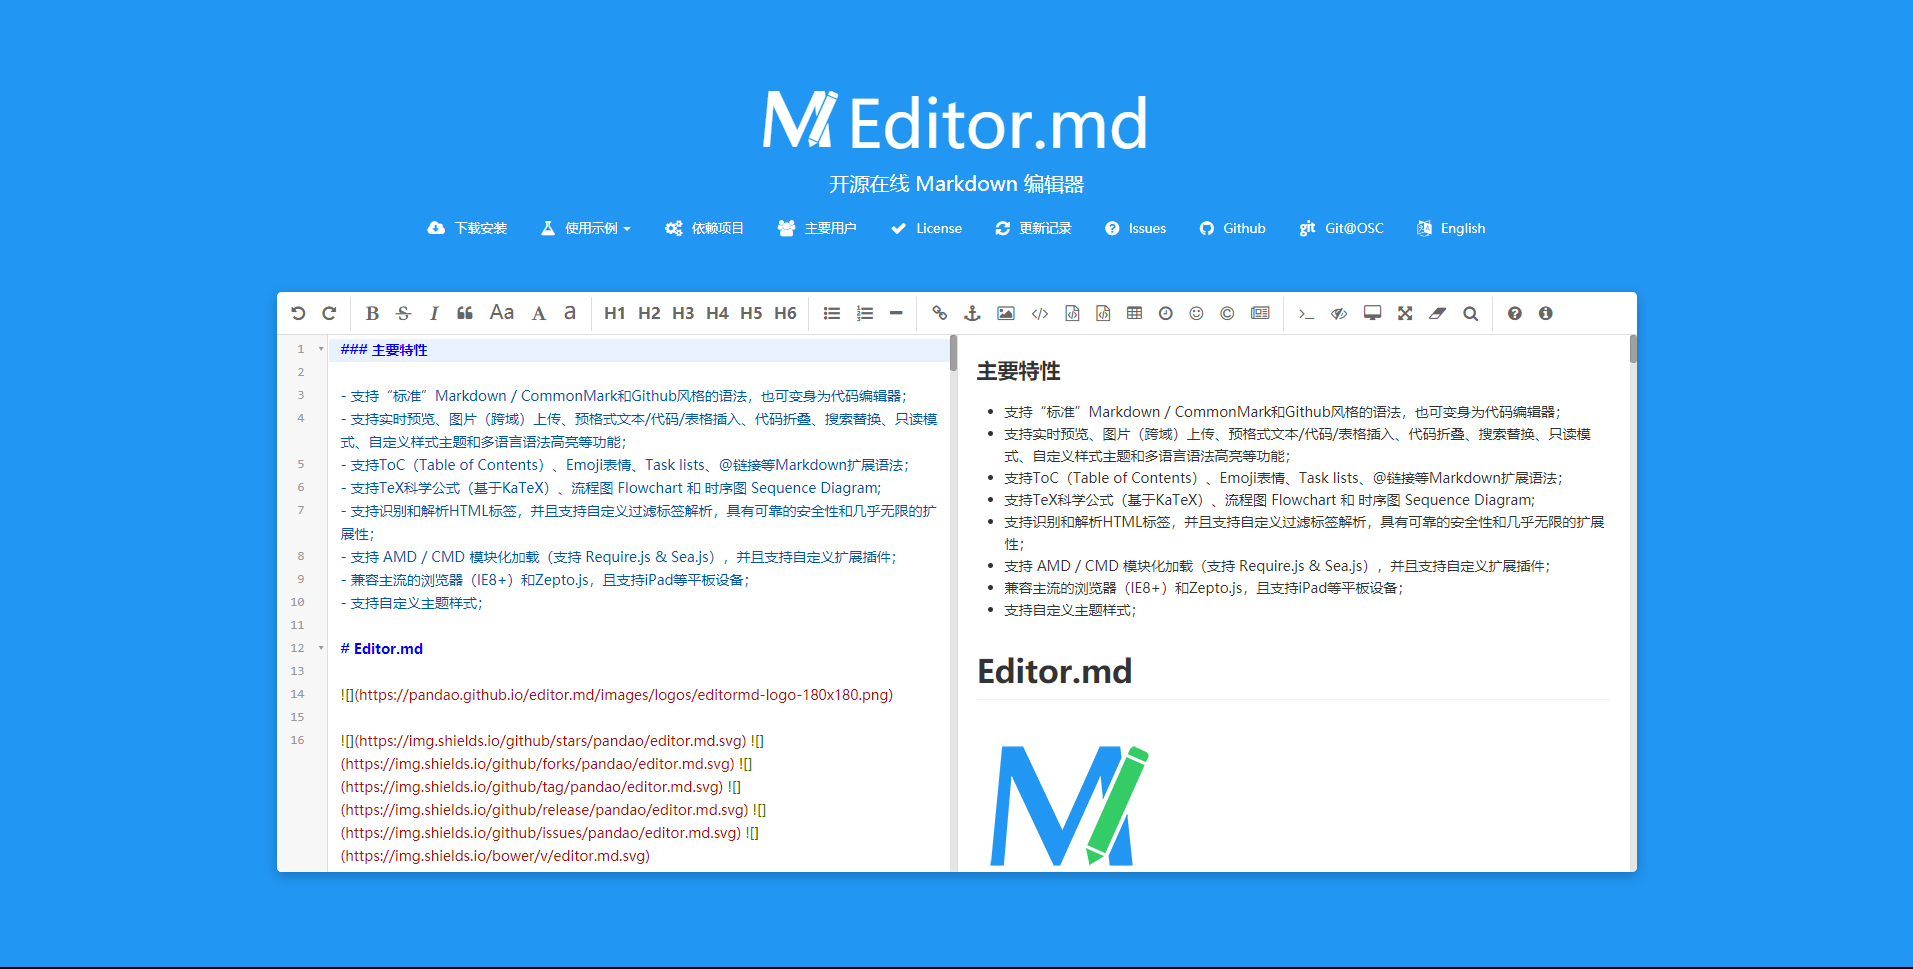 Editor.md
开源在线 Markdown 编辑器
下载安装 使用示例 依赖项目 主要用户 License 更新记录 Issues Github Git@OSC English
B S I Aa A a H1 H2 H3 H4 H5 H6
1 ### 主要特性
2
3 - 支持“标准”Markdown / CommonMark和Github风格的语法，也可变身为代码编辑器；
4 - 支持实时预览、图片（跨域）上传、预格式文本/代码/表格插入、代码折叠、搜索替换、只读模
式、自定义样式主题和多语言语法高亮等功能；
5 - 支持ToC（Table of Contents）、Emoji表情、Task lists、@链接等Markdown扩展语法；
6 - 支持TeX科学公式（基于KaTeX）、流程图 Flowchart 和 时序图 Sequence Diagram;
7 - 支持识别和解析HTML标签，并且支持自定义过滤标签解析，具有可靠的安全性和几乎无限的扩
展性；
8 - 支持 AMD / CMD 模块化加载（支持 Require.js & Sea.js），并且支持自定义扩展插件；
9 - 兼容主流的浏览器（IE8+）和Zepto.js，且支持iPad等平板设备；
10 - 支持自定义主题样式；
11
12 # Editor.md
13
14 ![](https://pandao.github.io/editor.md/images/logos/editormd-logo-180x180.png)
15
16 ![](https://img.shields.io/github/stars/pandao/editor.md.svg) ![]
(https://img.shields.io/github/forks/pandao/editor.md.svg) ![]
(https://img.shields.io/github/tag/pandao/editor.md.svg) ![]
(https://img.shields.io/github/release/pandao/editor.md.svg) ![]
(https://img.shields.io/github/issues/pandao/editor.md.svg) ![]
(https://img.shields.io/bower/v/editor.md.svg)
主要特性
• 支持“标准”Markdown / CommonMark和Github风格的语法，也可变身为代码编辑器；
• 支持实时预览、图片（跨域）上传、预格式文本/代码/表格插入、代码折叠、搜索替换、只读模
式、自定义样式主题和多语言语法高亮等功能；
• 支持ToC（Table of Contents）、Emoji表情、Task lists、@链接等Markdown扩展语法；
• 支持TeX科学公式（基于KaTeX）、流程图 Flowchart 和 时序图 Sequence Diagram;
• 支持识别和解析HTML标签，并且支持自定义过滤标签解析，具有可靠的安全性和几乎无限的扩展
性；
• 支持 AMD / CMD 模块化加载（支持 Require.js & Sea.js），并且支持自定义扩展插件；
• 兼容主流的浏览器（IE8+）和Zepto.js，且支持iPad等平板设备；
• 支持自定义主题样式；
Editor.md